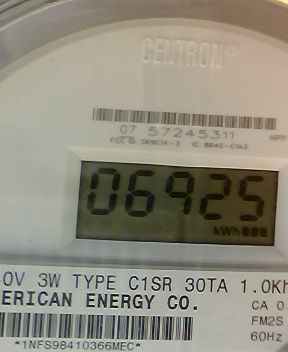 CENTRON®
07 57245311
06925
kWh
0V 3W TYPE C1SR 30TA 1.0Kh
ERICAN ENERGY CO.
CA 0
FM2S
60Hz
*1NFS98410366MEC*